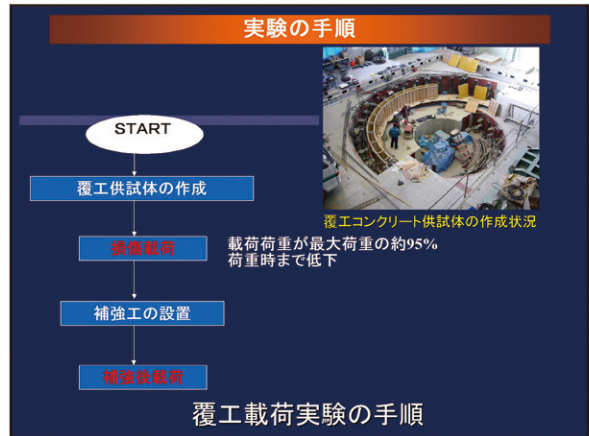 実験の手順
START
覆工供試体の作成
覆工コンクリート供試体の作成状況
損傷載荷
載荷荷重が最大荷重の約95%
荷重時まで低下
補強工の設置
補強後載荷
覆工載荷実験の手順